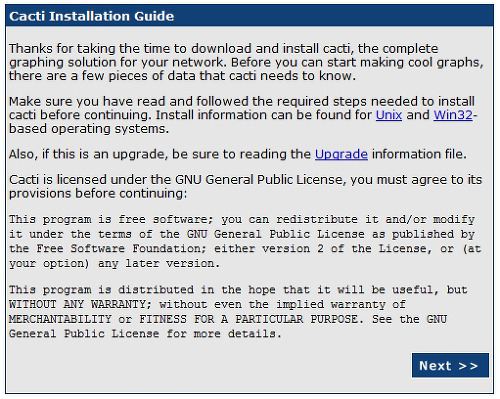 Cacti Installation Guide
Thanks for taking the time to download and install cacti, the complete
graphing solution for your network. Before you can start making cool graphs,
there are a few pieces of data that cacti needs to know.
Make sure you have read and followed the required steps needed to install
cacti before continuing. Install information can be found for Unix and Win32-
based operating systems.
Also, if this is an upgrade, be sure to reading the Upgrade information file.
Cacti is licensed under the GNU General Public License, you must agree to its
provisions before continuing:
This program is free software; you can redistribute it and/or modify
it under the terms of the GNU General Public License as published by
the Free Software Foundation; either version 2 of the License, or (at
your option) any later version.
This program is distributed in the hope that it will be useful, but
WITHOUT ANY WARRANTY; without even the implied warranty of
MERCHANTABILITY or FITNESS FOR A PARTICULAR PURPOSE. See the GNU
General Public License for more details.
Next >>